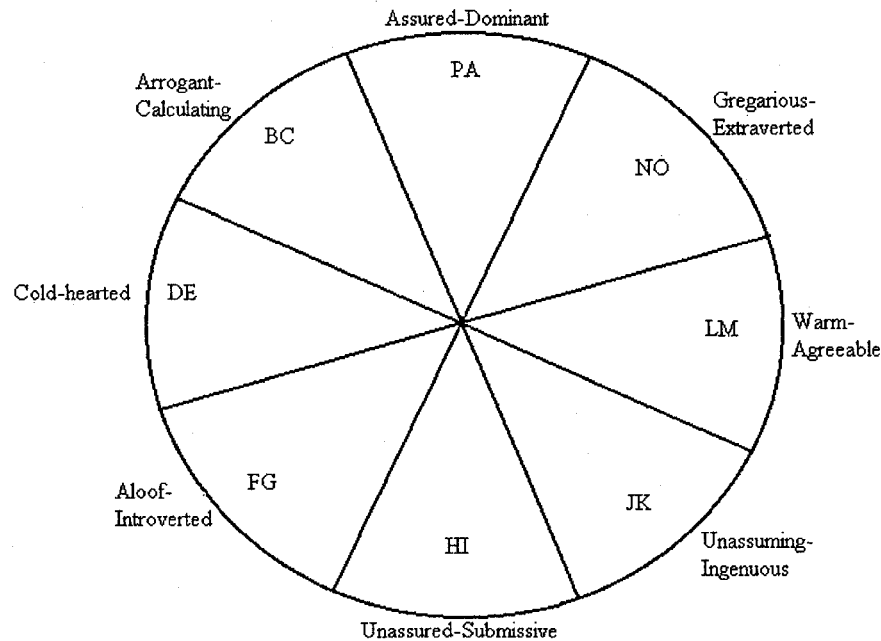 Assured-Dominant
PA
Arrogant-
Calculating
BC
Gregarious-
Extraverted
NO
Cold-hearted
DE
LM
Warm-
Agreeable
Aloof-
Introverted
FG
HI
JK
Unassuming-
Ingenuous
Unassured-Submissive